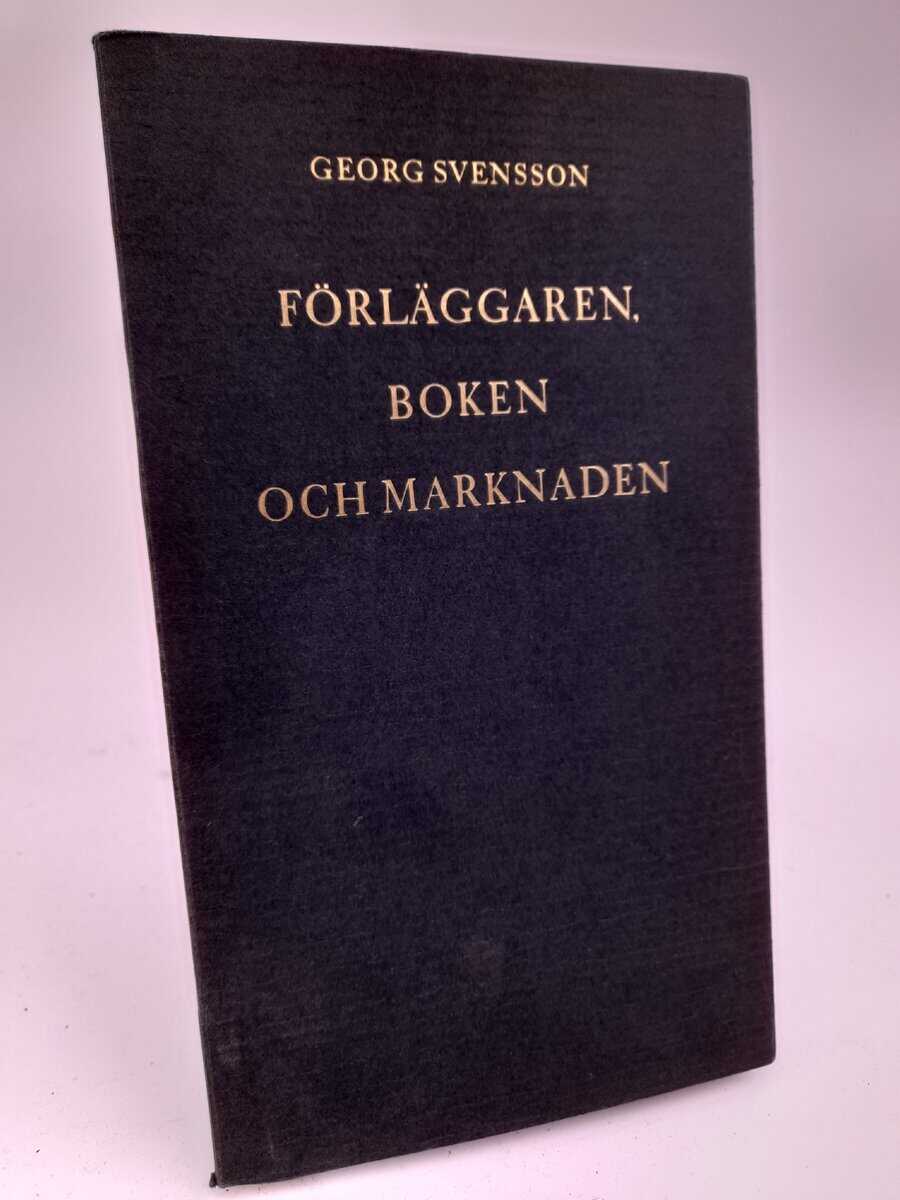 GEORG SVENSSON
FÖRLÄGGAREN,
BOKEN
OCH MARKNADEN